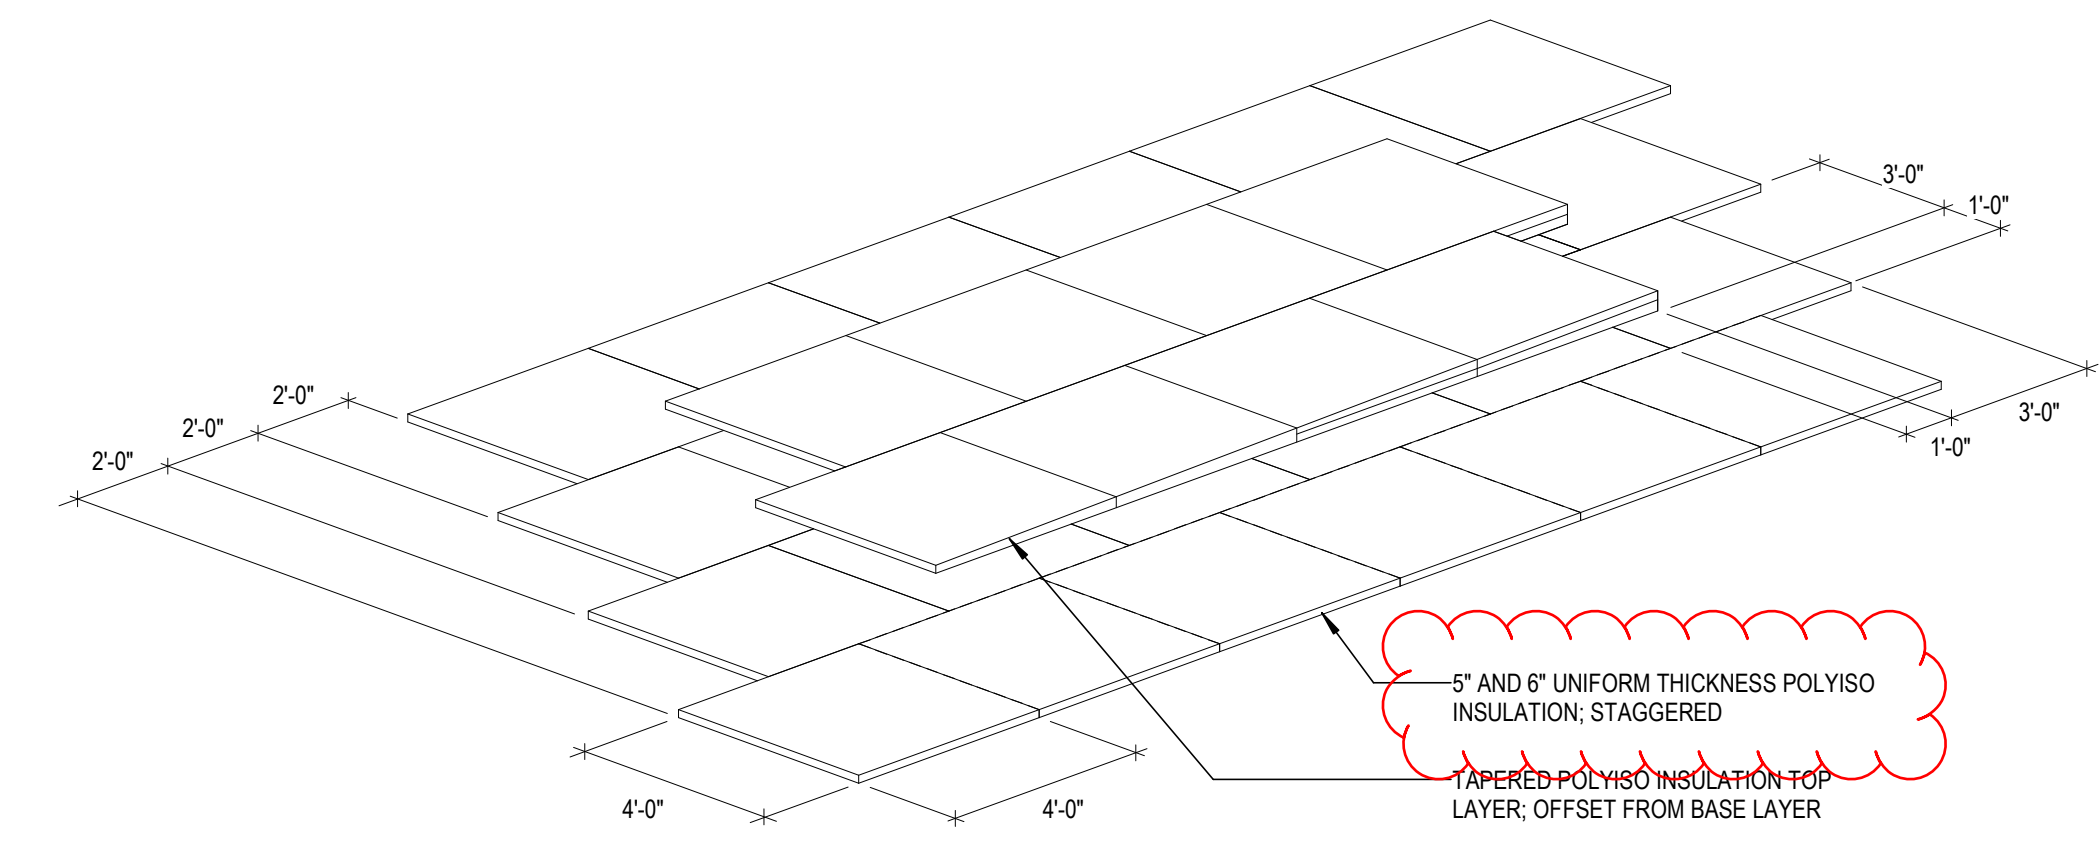 3'-0"
1'-0"
2'-0"
2'-0"
2'-0"
3'-0"
1'-0"
5" AND 6" UNIFORM THICKNESS POLYISO
INSULATION; STAGGERED
TAPERED POLYISO INSULATION TOP
LAYER; OFFSET FROM BASE LAYER
4'-0"
4'-0"